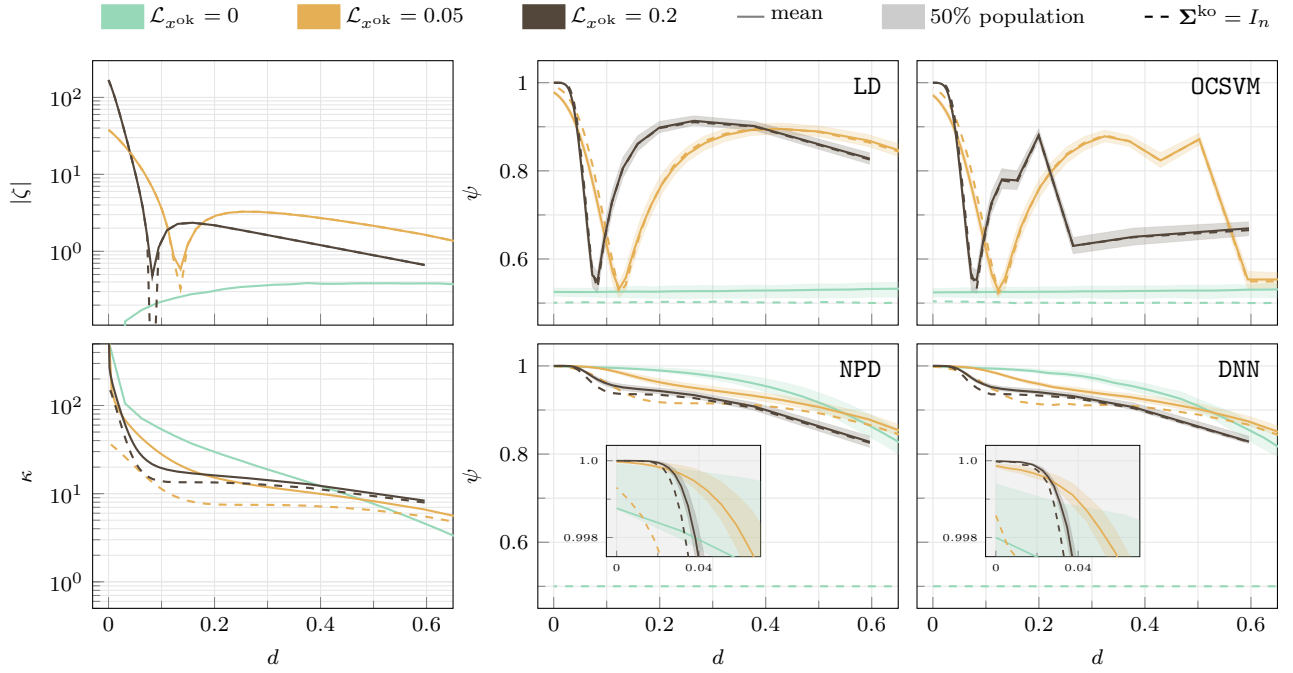 ℒ_{x^{ok}} = 0 ℒ_{x^{ok}} = 0.05 ℒ_{x^{ok}} = 0.2 mean 50% population Σ^{ko} = I_n
|ζ|
10^2
10^1
10^0
ψ
1
0.8
0.6
LD
OCSVM
κ
10^2
10^1
10^0
0 0.2 0.4 0.6
d
ψ
1
0.8
0.6
NPD
1.0
0.998
0 0.04
0 0.2 0.4 0.6
d
DNN
1.0
0.998
0 0.04
0 0.2 0.4 0.6
d